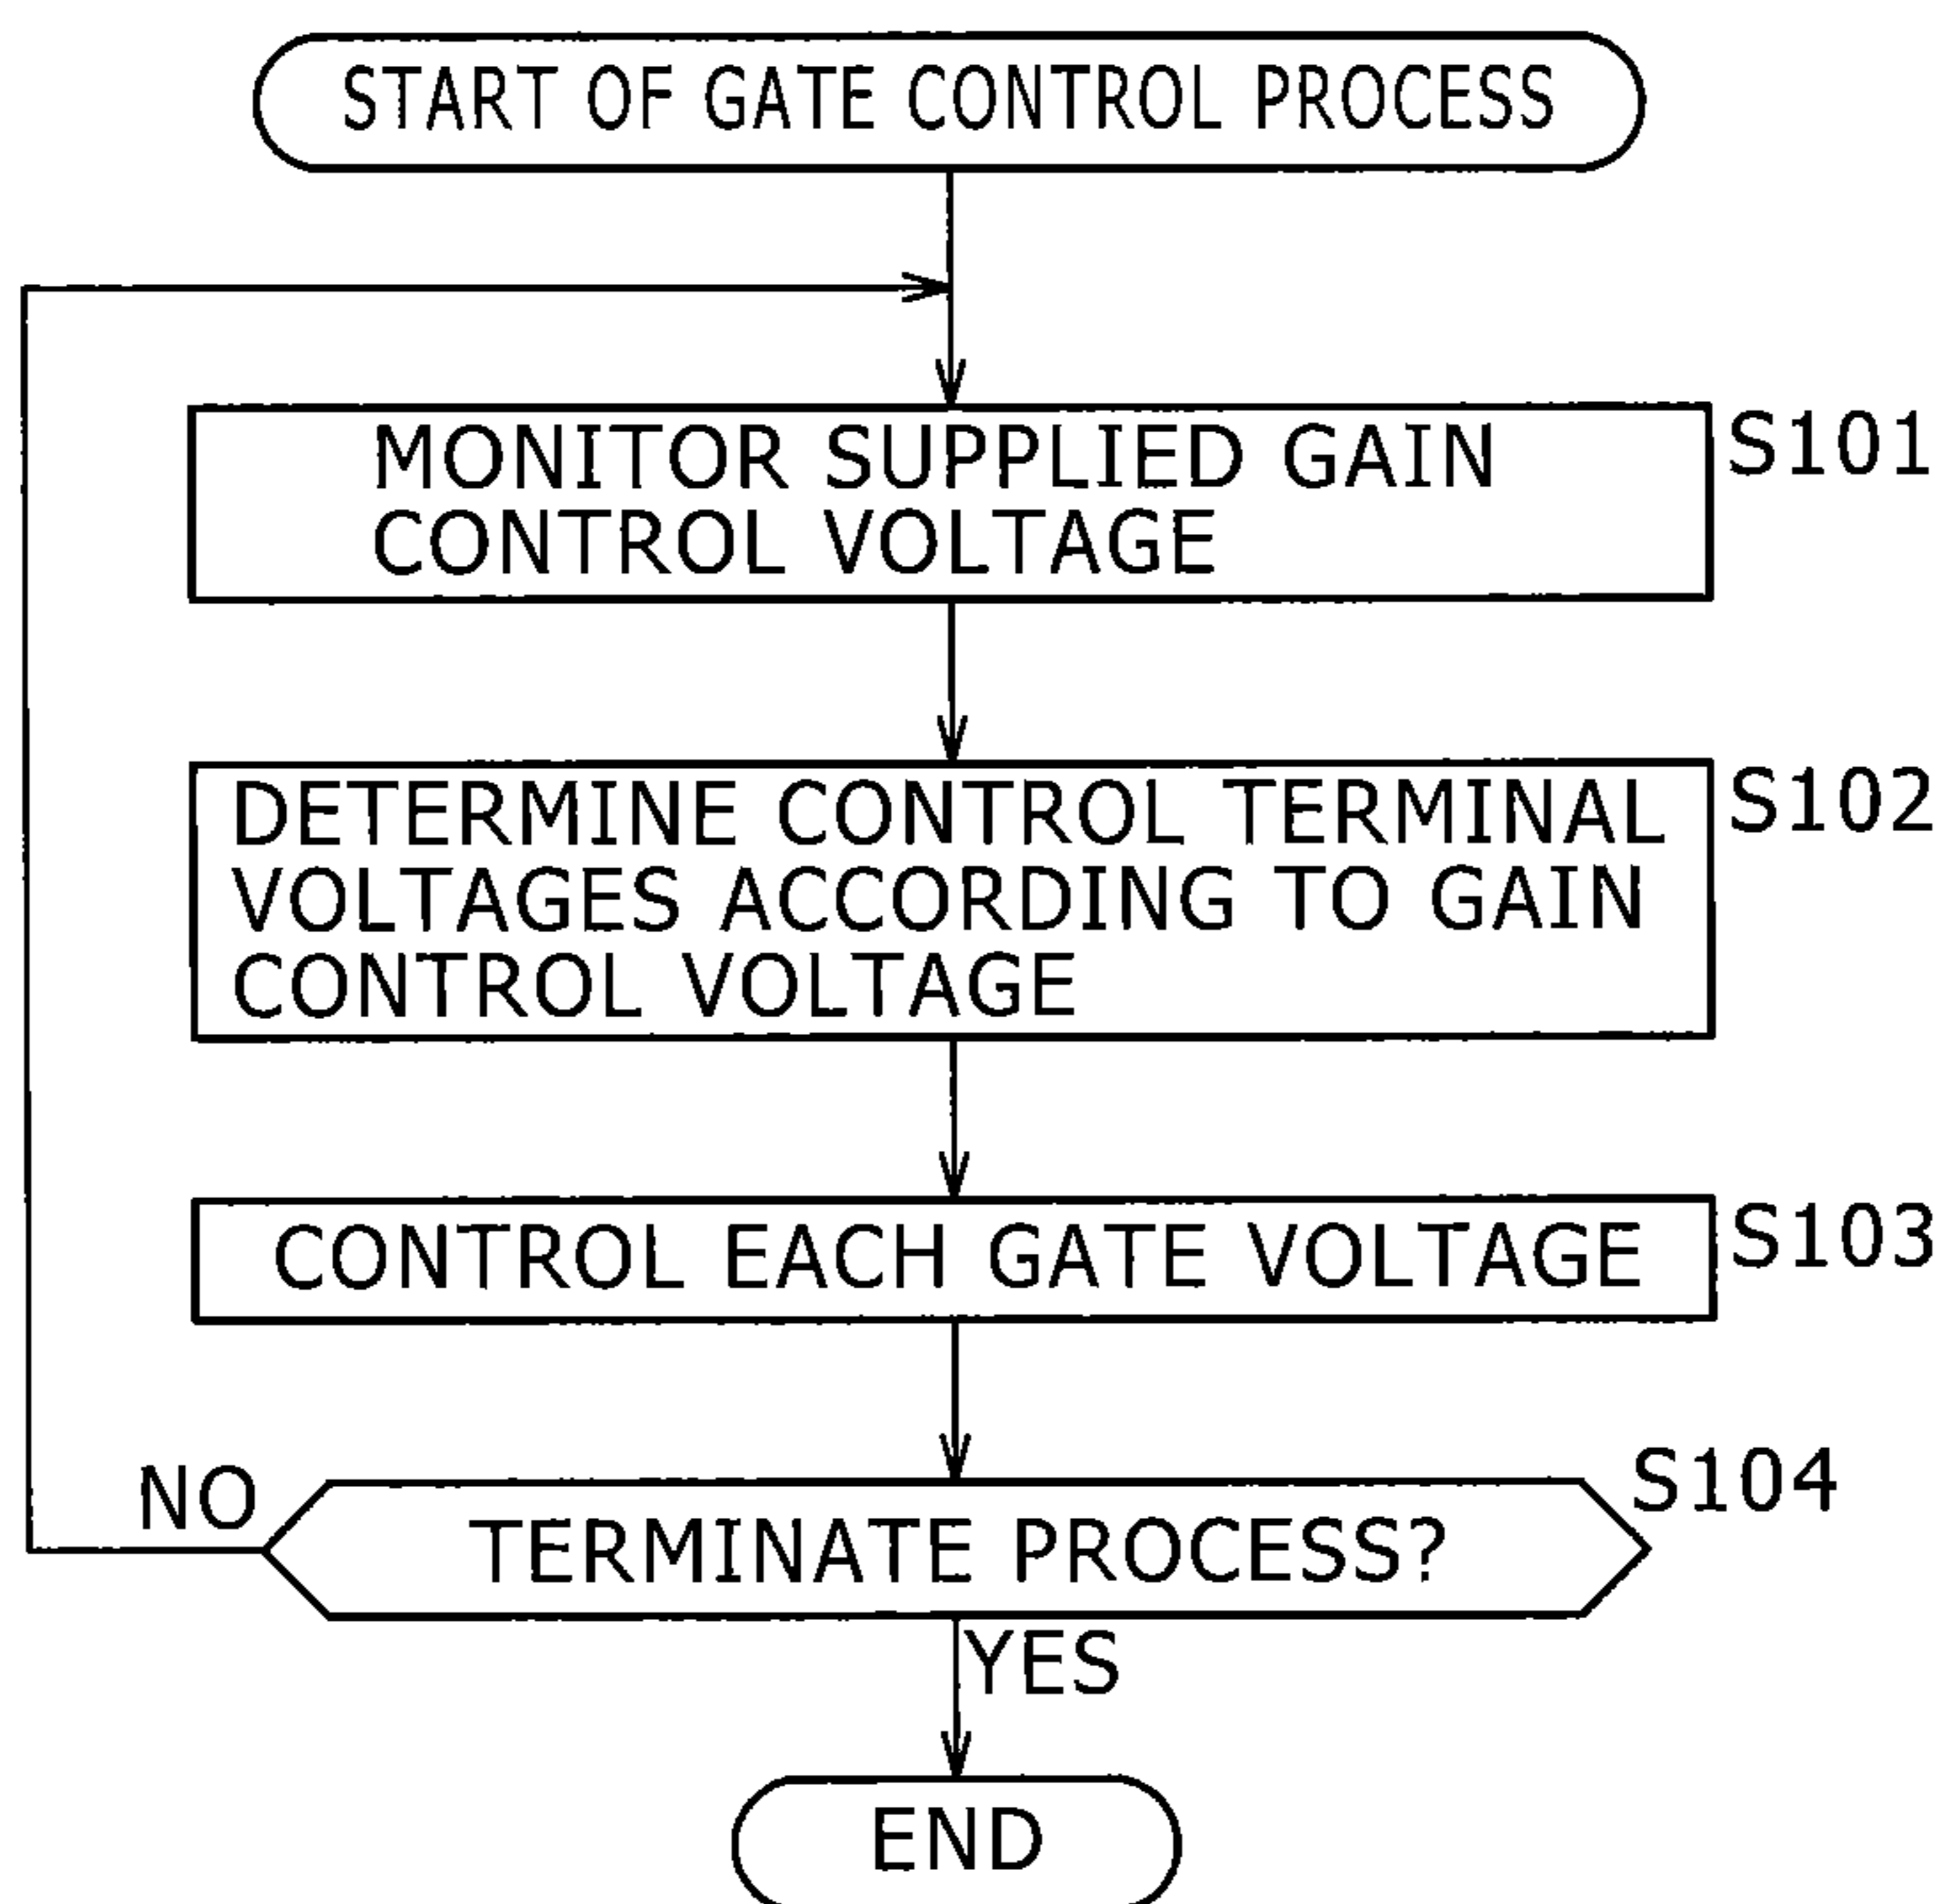 START OF GATE CONTROL PROCESS
MONITOR SUPPLIED GAIN
CONTROL VOLTAGE
S101
DETERMINE CONTROL TERMINAL
VOLTAGES ACCORDING TO GAIN
CONTROL VOLTAGE
S102
CONTROL EACH GATE VOLTAGE
S103
NO
TERMINATE PROCESS?
S104
YES
END